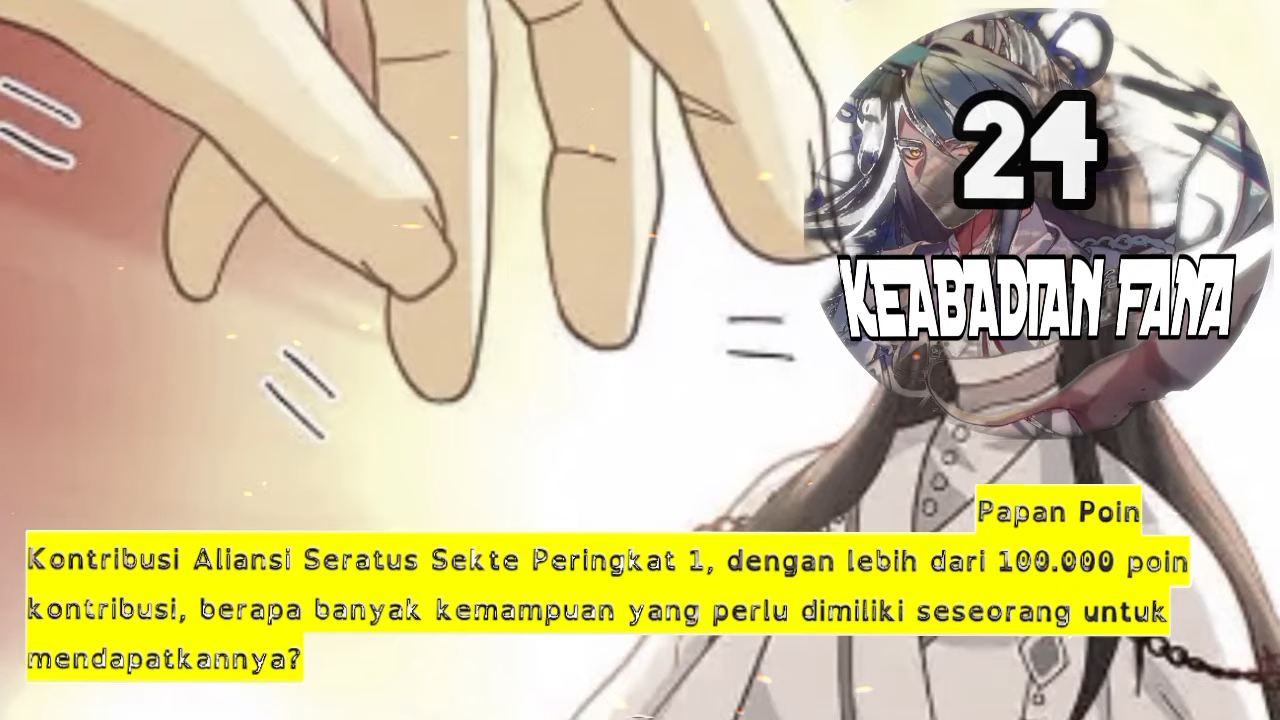 24
KEABADIAN FANA
Papan Poin
Kontribusi Aliansi Seratus Sekte Peringkat 1, dengan lebih dari 100.000 poin
kontribusi, berapa banyak kemampuan yang perlu dimiliki seseorang untuk
mendapatkannya?